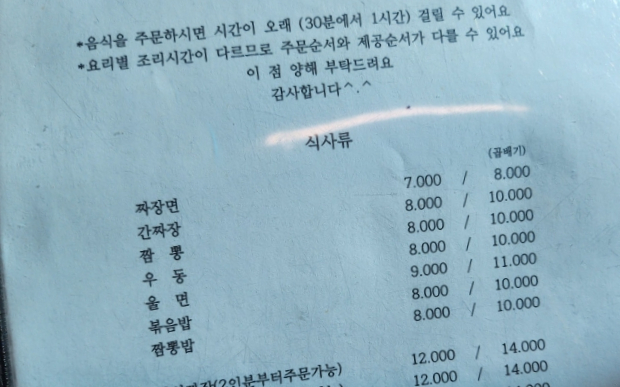 *음식을 주문하시면 시간이 오래 (30분에서 1시간) 걸릴 수 있어요
*요리별 조리시간이 다르므로 주문순서와 제공순서가 다를 수 있어요
이 점 양해 부탁드려요
감사합니다^.^
식사류
(곱배기)
짜장면 7.000 / 8.000
간짜장 8.000 / 10.000
짬 뽕 8.000 / 10.000
우 동 8.000 / 10.000
울 면 9.000 / 11.000
볶음밥 8.000 / 10.000
짬뽕밥 8.000 / 10.000
(2인분부터주문가능) 12.000 / 14.000
12.000 / 14.000